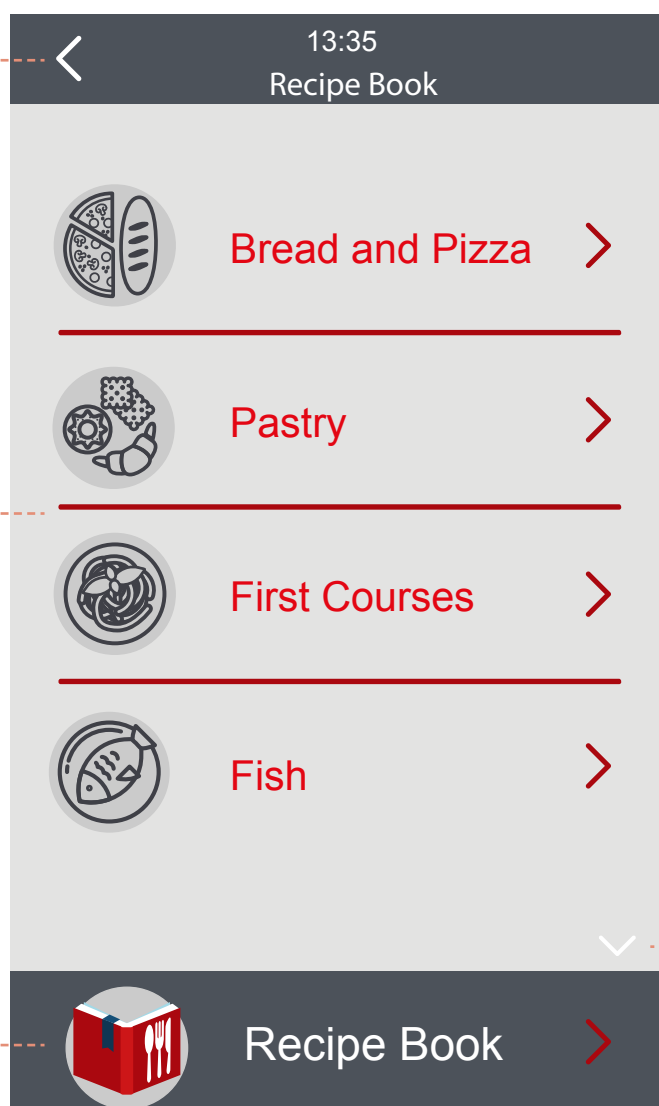 13:35
Recipe Book
Bread and Pizza
Pastry
First Courses
Fish
Recipe Book